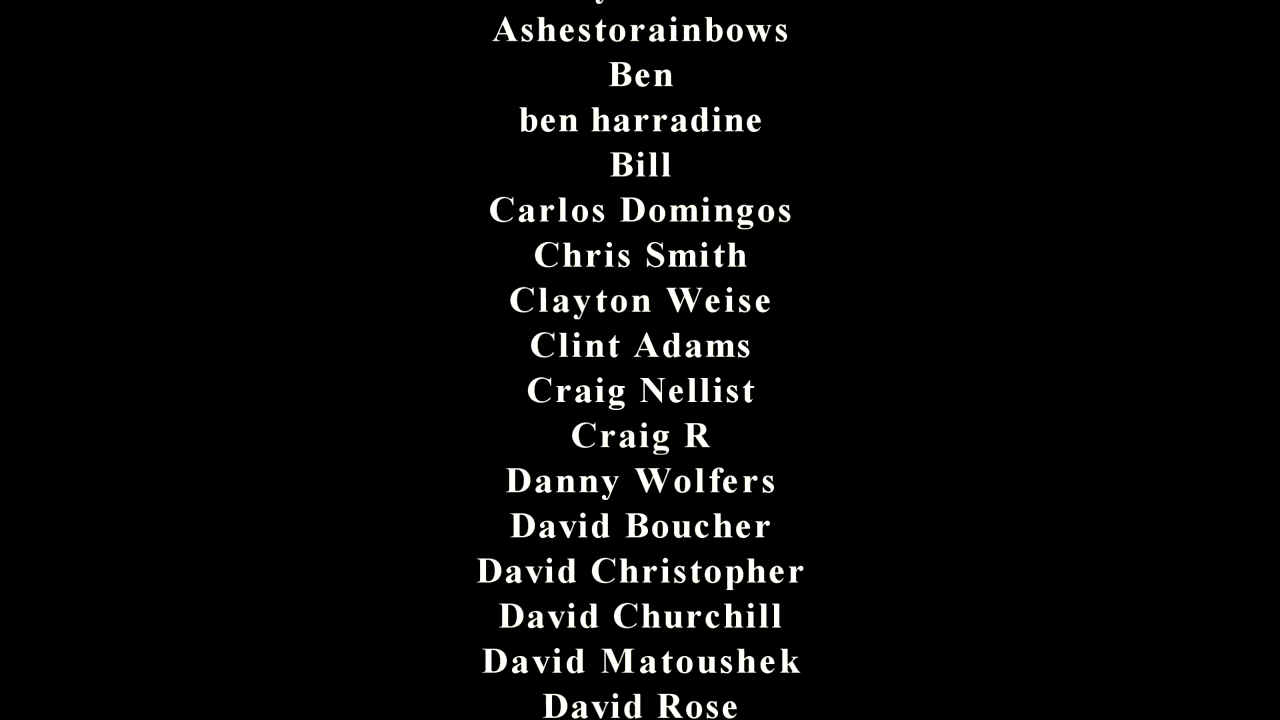 Ashestorainbows
Ben
ben harradine
Bill
Carlos Domingos
Chris Smith
Clayton Weise
Clint Adams
Craig Nellist
Craig R
Danny Wolfers
David Boucher
David Christopher
David Churchill
David Matoushek
David Rose